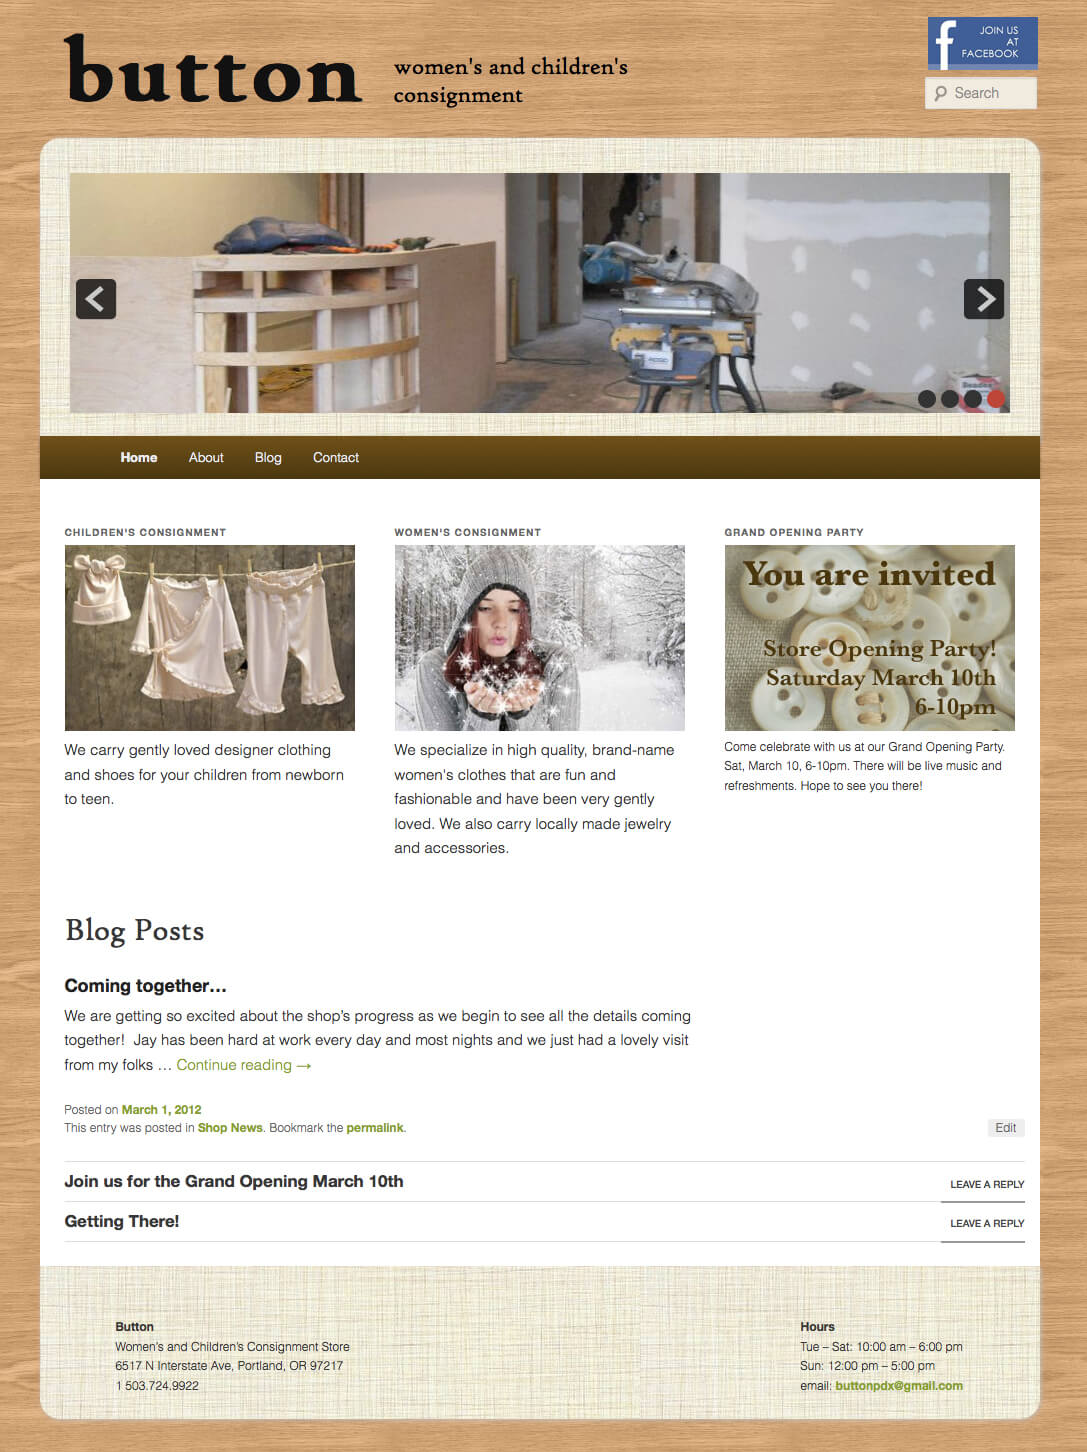 button
women's and children's
consignment
JOIN US
AT
FACEBOOK
Search
RIDGID
Home About Blog Contact
CHILDREN'S CONSIGNMENT
We carry gently loved designer clothing
and shoes for your children from newborn
to teen.
WOMEN'S CONSIGNMENT
We specialize in high quality, brand-name
women's clothes that are fun and
fashionable and have been very gently
loved. We also carry locally made jewelry
and accessories.
GRAND OPENING PARTY
You are invited
Store Opening Party!
Saturday March 10th
6-10pm
Come celebrate with us at our Grand Opening Party.
Sat, March 10, 6-10pm. There will be live music and
refreshments. Hope to see you there!
Blog Posts
Coming together…
We are getting so excited about the shop’s progress as we begin to see all the details coming
together!  Jay has been hard at work every day and most nights and we just had a lovely visit
from my folks … Continue reading →
Posted on March 1, 2012
This entry was posted in Shop News. Bookmark the permalink.
Edit
Join us for the Grand Opening March 10th
LEAVE A REPLY
Getting There!
LEAVE A REPLY
Button
Women’s and Children’s Consignment Store
6517 N Interstate Ave, Portland, OR 97217
1 503.724.9922
Hours
Tue – Sat: 10:00 am – 6:00 pm
Sun: 12:00 pm – 5:00 pm
email: buttonpdx@gmail.com